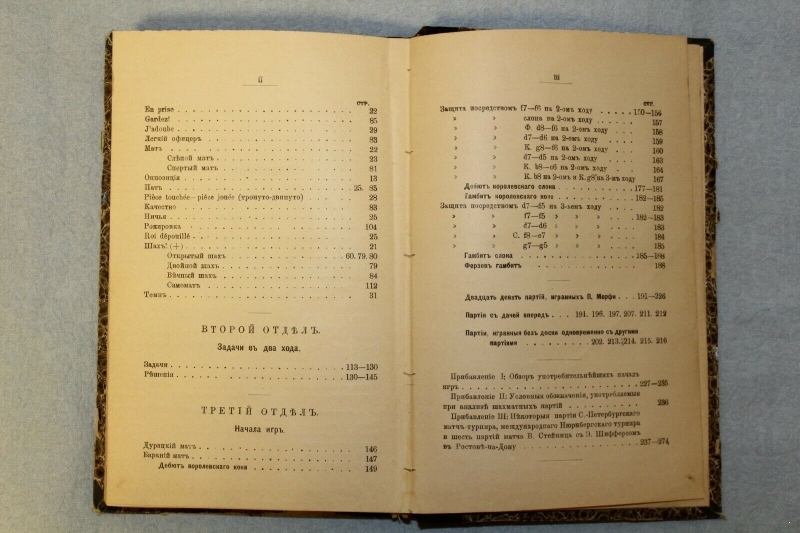 ii
СТР.
En prise . . . 22
Gardez! . . . 85
J'adoube . . . 29
Легкій офицеръ . . . 83
Матъ . . . 22
Слѣпой матъ . . . 23
Спертый матъ . . . 81
Оппозиція . . . 13
Патъ . . . 25. 85
Pièce touchée—pièce jouée (тронуто-двинуто) . . . 28
Качество . . . 83
Ничья . . . 25
Рокировка . . . 104
Roi dépouillé . . . 25
Шахъ! (+) . . . 21
Открытый шахъ . . . 60. 79. 80
Двойной шахъ . . . 79
Вѣчный шахъ . . . 84
Самоматъ . . . 112
Темпъ . . . 31
ВТОРОЙ ОТДѢЛЪ.
Задачи въ два хода.
Задачи . . . 113—130
Рѣшенія . . . 130—145
ТРЕТІЙ ОТДѢЛЪ.
Начала игръ.
Дурацкій матъ . . . 146
Барскій матъ . . . 147
Дебютъ королевскаго коня . . . 149
iii
СТР.
Защита посредствомъ f7—f6 на 2-омъ ходу . . . 150—156
» » слона на 2-омъ ходу . . . 157
» » Ф. d8—f6 на 2-омъ ходу . . . 158
» » d7—d6 на 2-омъ ходу . . . 159
» » К. g8—f6 на 2-омъ ходу . . . 160
» » d7—d5 на 2-омъ ходу . . . 163
» » К. b8—c6 на 2-омъ ходу . . . 164
» » К. b8 на 2-омъ и К. g8 на 3-мъ ходу 167
Дебютъ королевскаго слона . . . 177—181
Гамбитъ королевскаго коня . . . 182—185
Защита посредствомъ d7—d5 на 3-емъ ходу . . . 182
» » f7—f5 » » » . . . 182—183
» » d7—d6 » » » . . . 183
» » С. f8—e7 » » » . . . 184
» » g7—g5 » » » . . . 185
Гамбитъ слона . . . 185—198
Ферзевъ гамбитъ . . . 188
Двадцать девять партій, игранныхъ П. Морфи . . 191—226
Партіи съ дачей впередъ . . . 191. 196. 197. 207. 211. 212
Партіи, игранныя безъ доски одновременно съ другими
партіями . . . 202. 213. 214. 215. 216
Прибавленіе I: Обзоръ употребительнѣйшихъ началъ
игръ . . . 227—235
Прибавленіе II: Условныя обозначенія, употребляемыя
при анализѣ шахматныхъ партій . . . 236
Прибавленіе III: Нѣкоторыя партіи С.-Петербургскаго
матчъ-турнира, международнаго Нюрнбергскаго турнира
и шесть партій матча В. Стейницъ съ Э. Шифферсомъ
въ Ростовѣ-на-Дону . . . 237—274